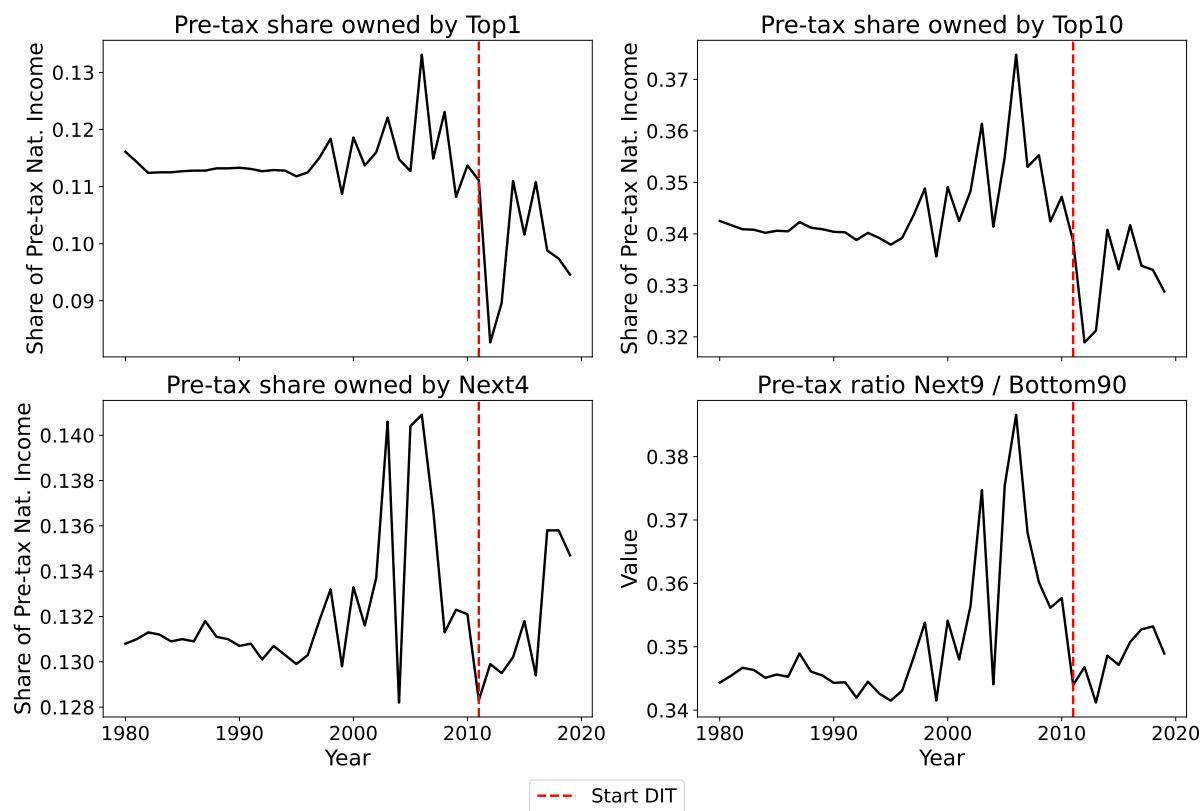 Pre-tax share owned by Top1
Share of Pre-tax Nat. Income
0.13
0.12
0.11
0.10
0.09
Pre-tax share owned by Top10
Share of Pre-tax Nat. Income
0.37
0.36
0.35
0.34
0.33
0.32
Pre-tax share owned by Next4
Share of Pre-tax Nat. Income
0.140
0.138
0.136
0.134
0.132
0.130
0.128
1980 1990 2000 2010 2020
Year
Pre-tax ratio Next9 / Bottom90
Value
0.38
0.37
0.36
0.35
0.34
1980 1990 2000 2010 2020
Year
Start DIT